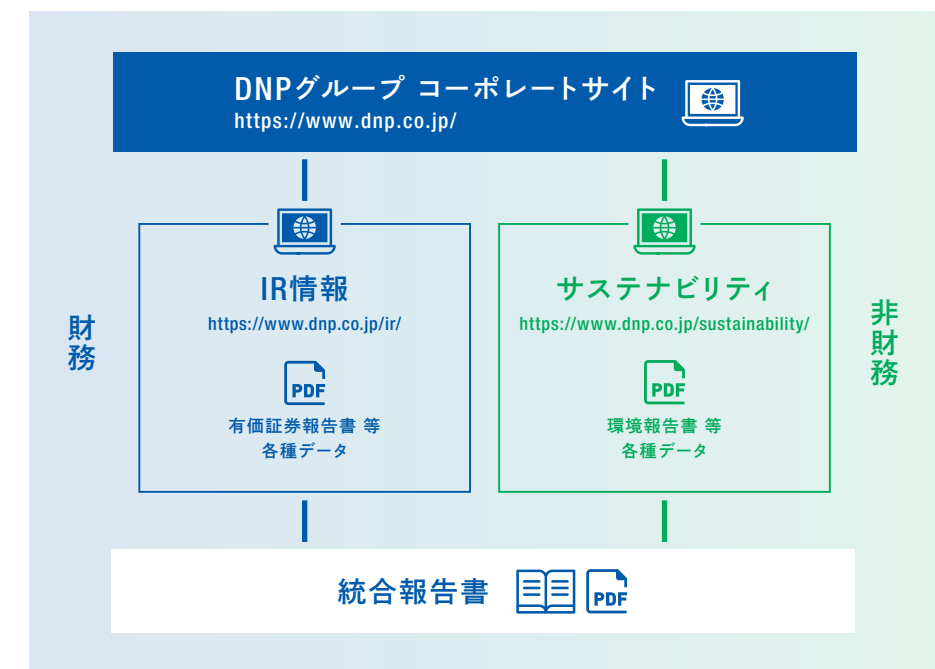 DNPグループ コーポレートサイト
https://www.dnp.co.jp/
財務
IR情報
https://www.dnp.co.jp/ir/
PDF
有価証券報告書 等
各種データ
サステナビリティ
https://www.dnp.co.jp/sustainability/
PDF
環境報告書 等
各種データ
非財務
統合報告書
PDF